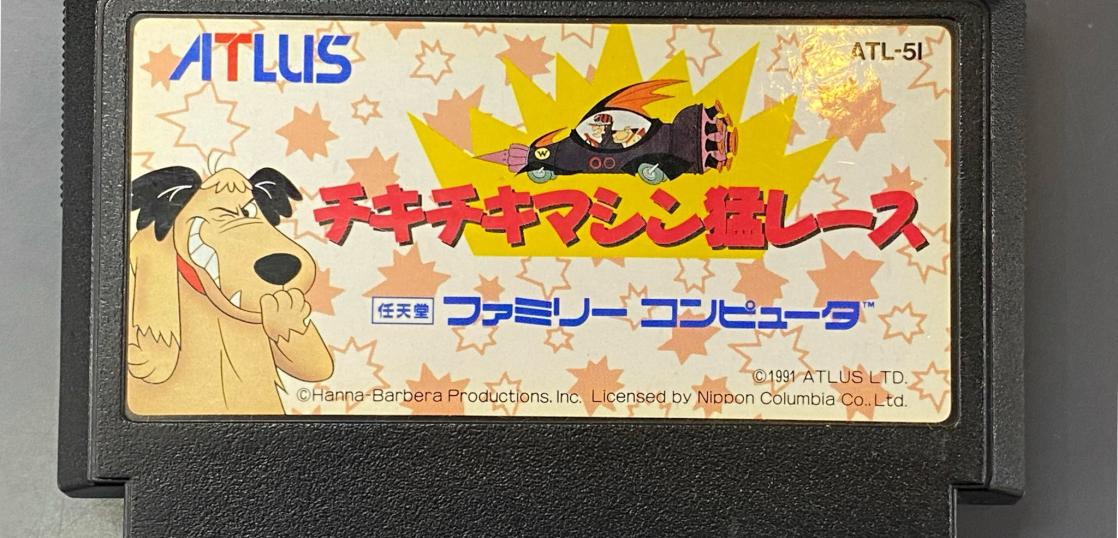 ATLUS
ATL-5I
W
チキチキマシン猛レース
任天堂 ファミリー コンピュータ™
©1991 ATLUS LTD.
©Hanna-Barbera Productions. Inc. Licensed by Nippon Columbia Co., Ltd.